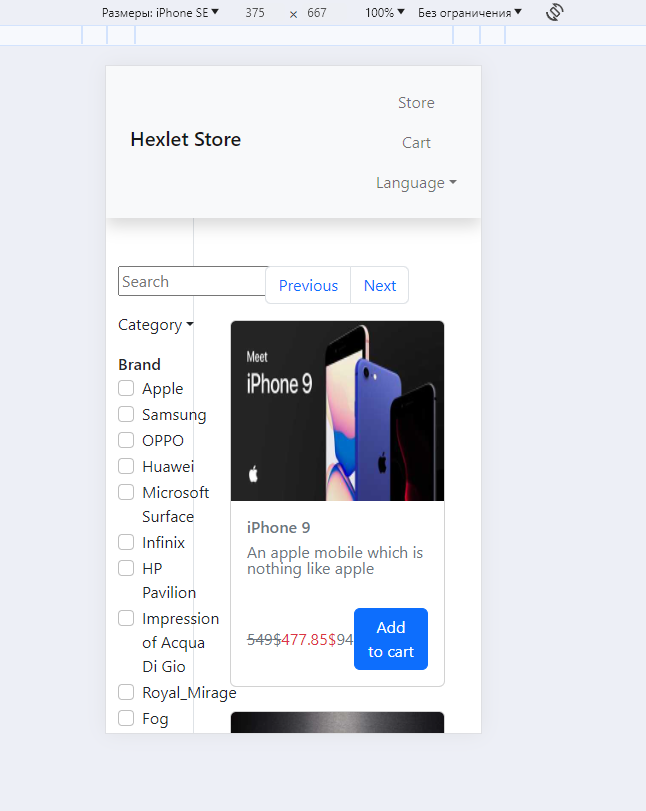 Размеры: iPhone SE 375 × 667 100% Без ограничения
Store
Hexlet Store
Cart
Language
Search
Previous Next
Category
Brand
Apple
Samsung
OPPO
Huawei
Microsoft
Surface
Infinix
HP
Pavilion
Impression
of Acqua
Di Gio
Royal_Mirage
Fog
Meet
iPhone 9
iPhone 9
An apple mobile which is
nothing like apple
549$477.85$94
Add
to cart